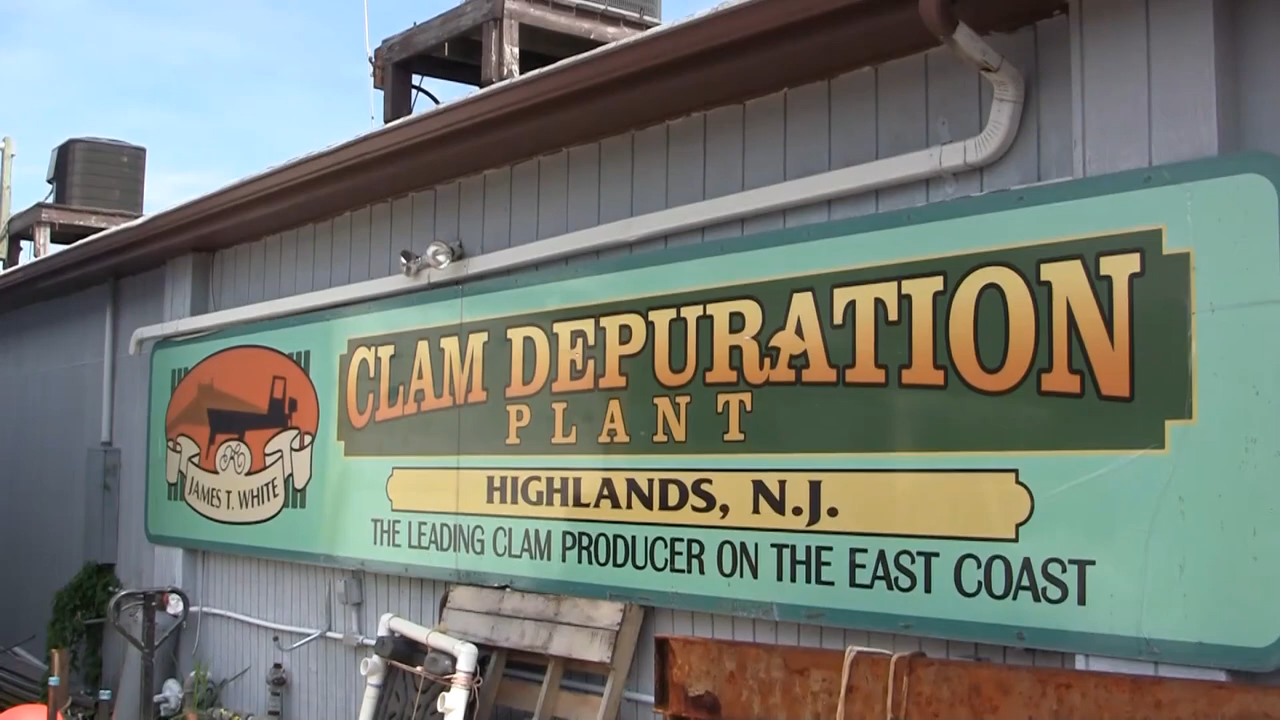 CLAM DEPURATION
PLANT
JAMES T. WHITE
HIGHLANDS, N.J.
THE LEADING CLAM PRODUCER ON THE EAST COAST